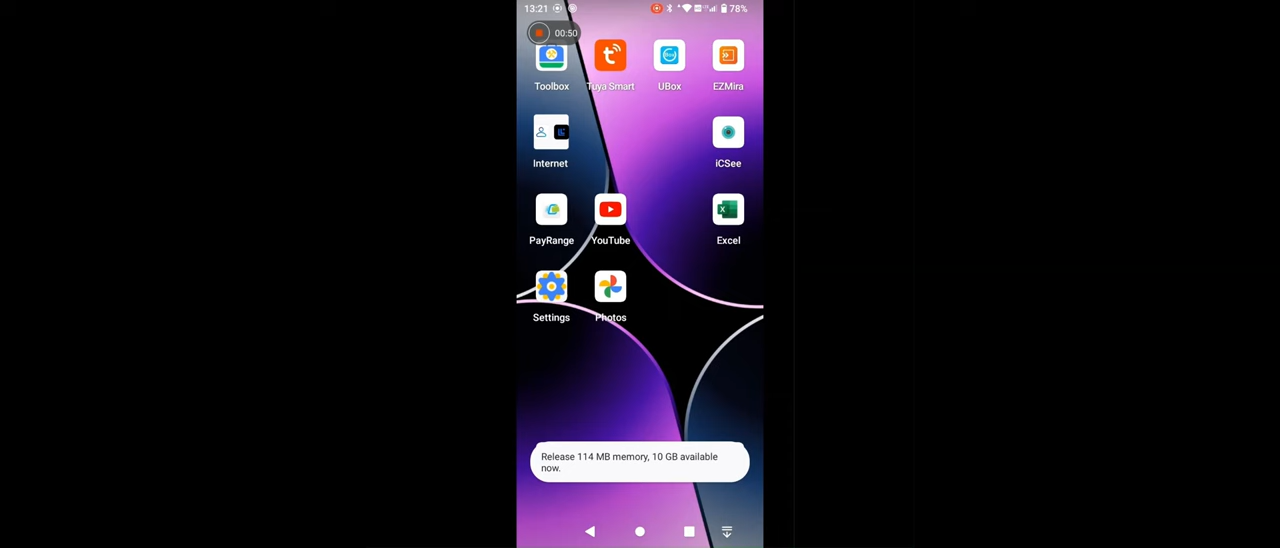 13:21 78%
00:50
Toolbox Tuya Smart UBox EZMira
Internet iCSee
PayRange YouTube Excel
Settings Photos
Release 114 MB memory, 10 GB available
now.